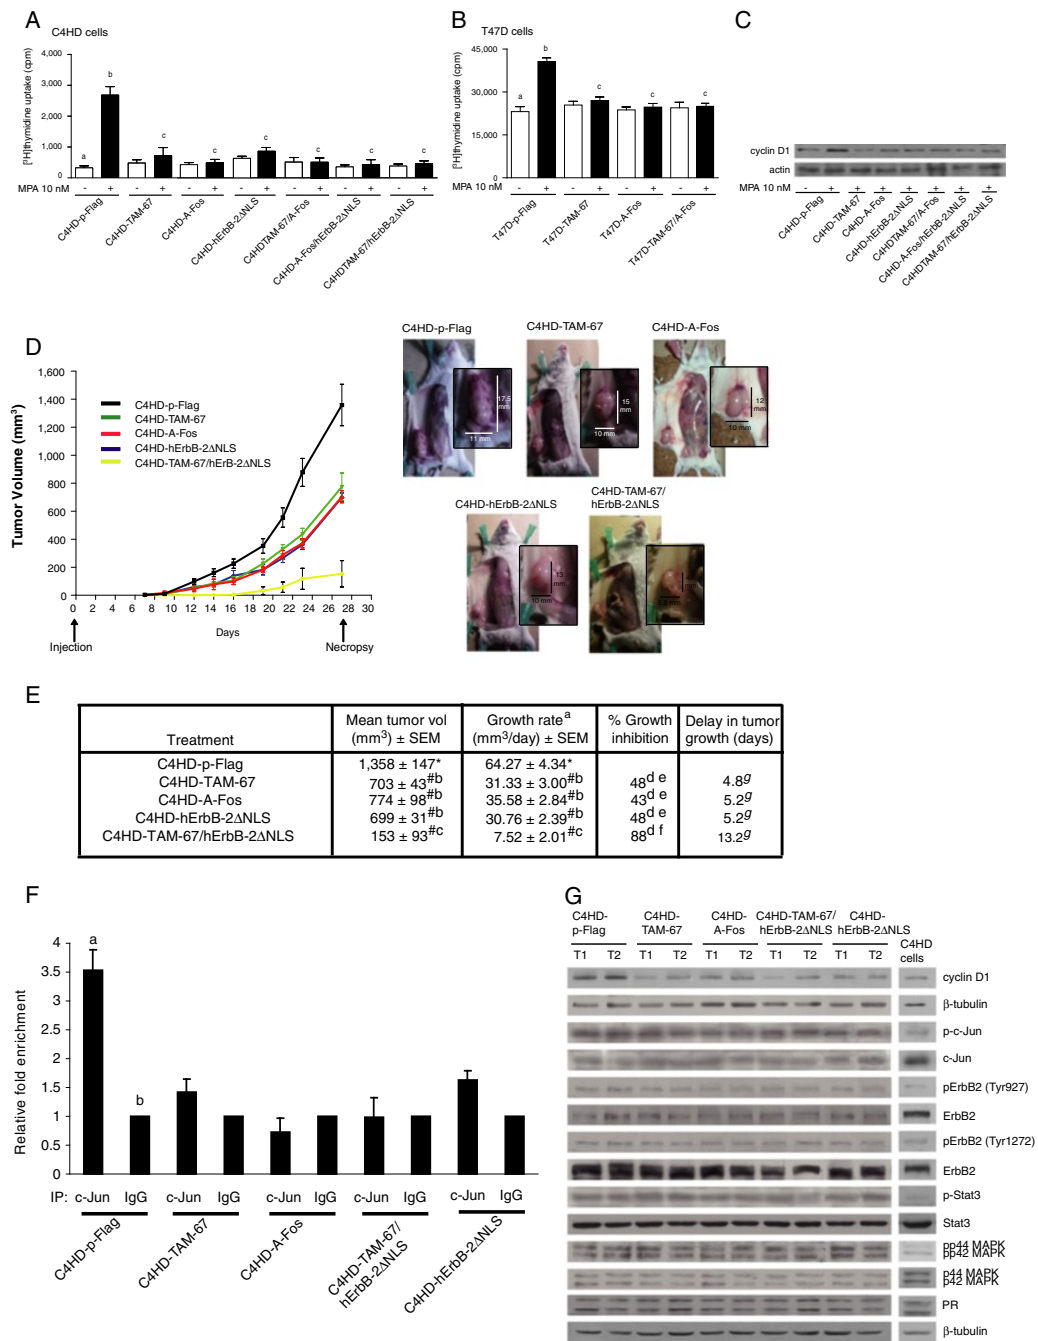 A
C4HD cells
[³H]thymidine uptake (cpm)
4,000
3,000
2,000
1,000
0
a
b
c
c
c
c
c
c
MPA 10 nM
- + - + - + - + - + - + - +
C4HD-p-Flag
C4HD-TAM-67
C4HD-A-Fos
C4HD-hErbB-2ΔNLS
C4HDTAM-67/A-Fos
C4HD-A-Fos/hErbB-2ΔNLS
C4HDTAM-67/hErbB-2ΔNLS
B
T47D cells
[³H]thymidine uptake (cpm)
45,000
30,000
15,000
0
a
b
c
c
c
MPA 10 nM
- + - + - + - +
T47D-p-Flag
T47D-TAM-67
T47D-A-Fos
T47D-TAM-67/A-Fos
C
cyclin D1
actin
MPA 10 nM
- + + + + + + +
C4HD-p-Flag
C4HD-TAM-67
C4HD-A-Fos
C4HD-hErbB-2ΔNLS
C4HDTAM-67/A-Fos
C4HD-A-Fos/hErbB-2ΔNLS
C4HDTAM-67/hErbB-2ΔNLS
D
Tumor Volume (mm³)
1,600
1,400
1,200
1,000
800
600
400
200
0
C4HD-p-Flag
C4HD-TAM-67
C4HD-A-Fos
C4HD-hErbB-2ΔNLS
C4HD-TAM-67/hErB-2ΔNLS
0 2 4 6 8 10 12 14 16 18 20 22 24 26 28 30
Days
Injection
Necropsy
C4HD-p-Flag
17,5 mm
11 mm
C4HD-TAM-67
15 mm
10 mm
C4HD-A-Fos
12 mm
10 mm
C4HD-hErbB-2ΔNLS
13 mm
10 mm
C4HD-TAM-67/
hErbB-2ΔNLS
mm
mm
E
Treatment
Mean tumor vol (mm³) ± SEM
Growth rateᵃ (mm³/day) ± SEM
% Growth inhibition
Delay in tumor growth (days)
C4HD-p-Flag 1,358 ± 147* 64.27 ± 4.34*
C4HD-TAM-67 703 ± 43#b 31.33 ± 3.00#b 48d e 4.8g
C4HD-A-Fos 774 ± 98#b 35.58 ± 2.84#b 43d e 5.2g
C4HD-hErbB-2ΔNLS 699 ± 31#b 30.76 ± 2.39#b 48d e 5.2g
C4HD-TAM-67/hErbB-2ΔNLS 153 ± 93#c 7.52 ± 2.01#c 88d f 13.2g
F
Relative fold enrichment
4
3.5
3
2.5
2
1.5
1
0.5
0
a
b
IP: c-Jun IgG c-Jun IgG c-Jun IgG c-Jun IgG c-Jun IgG
C4HD-p-Flag
C4HD-TAM-67
C4HD-A-Fos
C4HD-TAM-67/
hErbB-2ΔNLS
C4HD-hErbB-2ΔNLS
G
C4HD-
p-Flag
C4HD-
TAM-67
C4HD-
A-Fos
C4HD-TAM-67/
hErbB-2ΔNLS
C4HD-
hErbB-2ΔNLS
C4HD
cells
T1 T2 T1 T2 T1 T2 T1 T2 T1 T2
cyclin D1
β-tubulin
p-c-Jun
c-Jun
pErbB2 (Tyr927)
ErbB2
pErbB2 (Tyr1272)
ErbB2
p-Stat3
Stat3
pp44 MAPK
pp42 MAPK
p44 MAPK
p42 MAPK
PR
β-tubulin